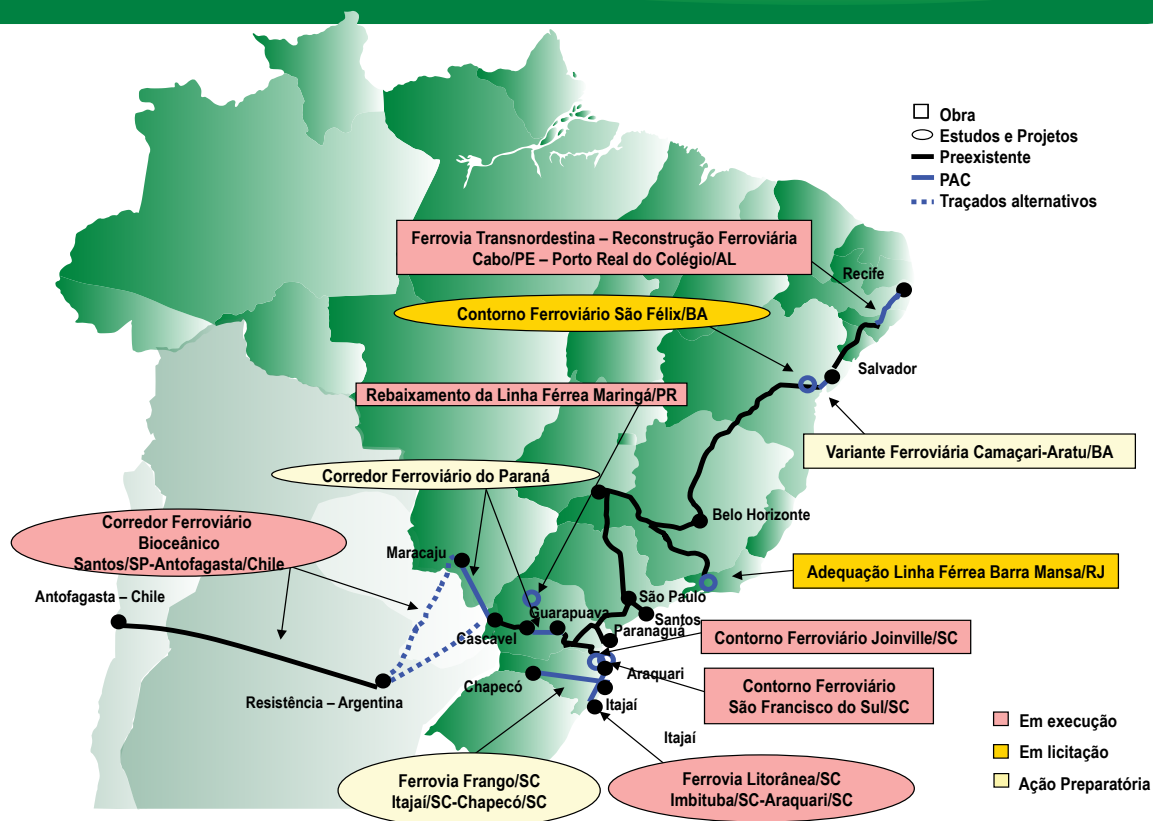 Obra
Estudos e Projetos
Preexistente
PAC
Traçados alternativos
Ferrovia Transnordestina – Reconstrução Ferroviária
Cabo/PE – Porto Real do Colégio/AL
Recife
Contorno Ferroviário São Félix/BA
Salvador
Rebaixamento da Linha Férrea Maringá/PR
Variante Ferroviária Camaçari-Aratu/BA
Corredor Ferroviário do Paraná
Belo Horizonte
Corredor Ferroviário
Bioceânico
Santos/SP-Antofagasta/Chile
Maracaju
Adequação Linha Férrea Barra Mansa/RJ
Antofagasta – Chile
São Paulo
Guarapuava
Santos
Paranaguá
Cascavel
Contorno Ferroviário Joinville/SC
Araquari
Chapecó
Resistência – Argentina
Itajaí
Contorno Ferroviário
São Francisco do Sul/SC
Itajaí
Em execução
Em licitação
Ação Preparatória
Ferrovia Frango/SC
Itajaí/SC-Chapecó/SC
Ferrovia Litorânea/SC
Imbituba/SC-Araquari/SC